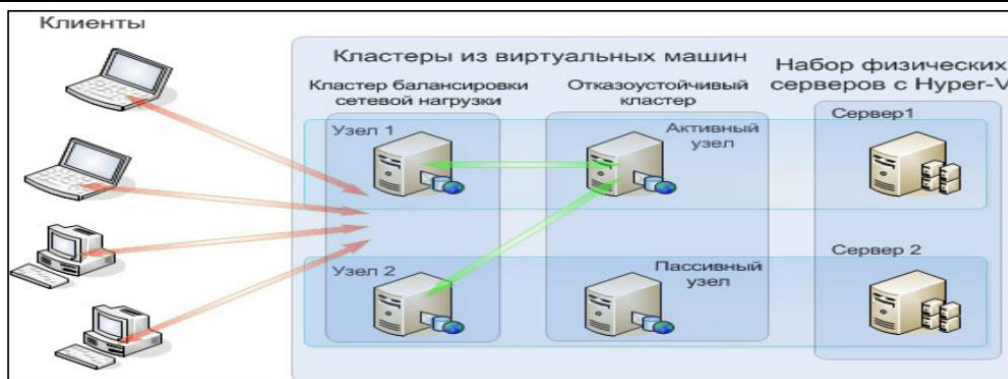 Клиенты
Кластеры из виртуальных машин
Набор физических
серверов с Hyper-V
Кластер балансировки
сетевой нагрузки
Отказоустойчивый
кластер
Узел 1
Активный
узел
Сервер1
Узел 2
Пассивный
узел
Сервер 2